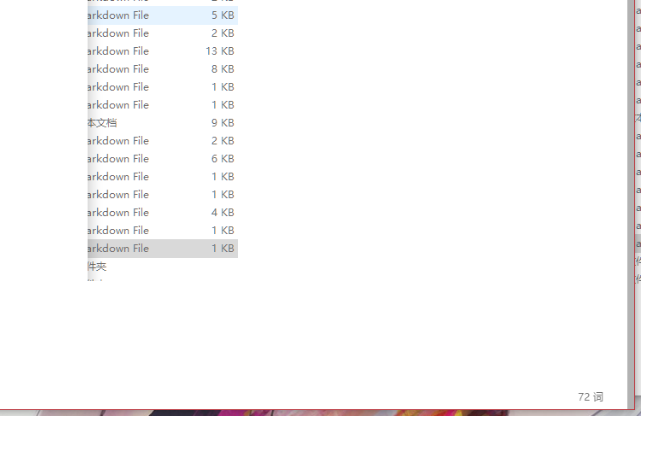 arkdown File 5 KB
arkdown File 2 KB
arkdown File 13 KB
arkdown File 8 KB
arkdown File 1 KB
arkdown File 1 KB
本文档 9 KB
arkdown File 2 KB
arkdown File 6 KB
arkdown File 1 KB
arkdown File 1 KB
arkdown File 4 KB
arkdown File 1 KB
arkdown File 1 KB
件夹
72 词